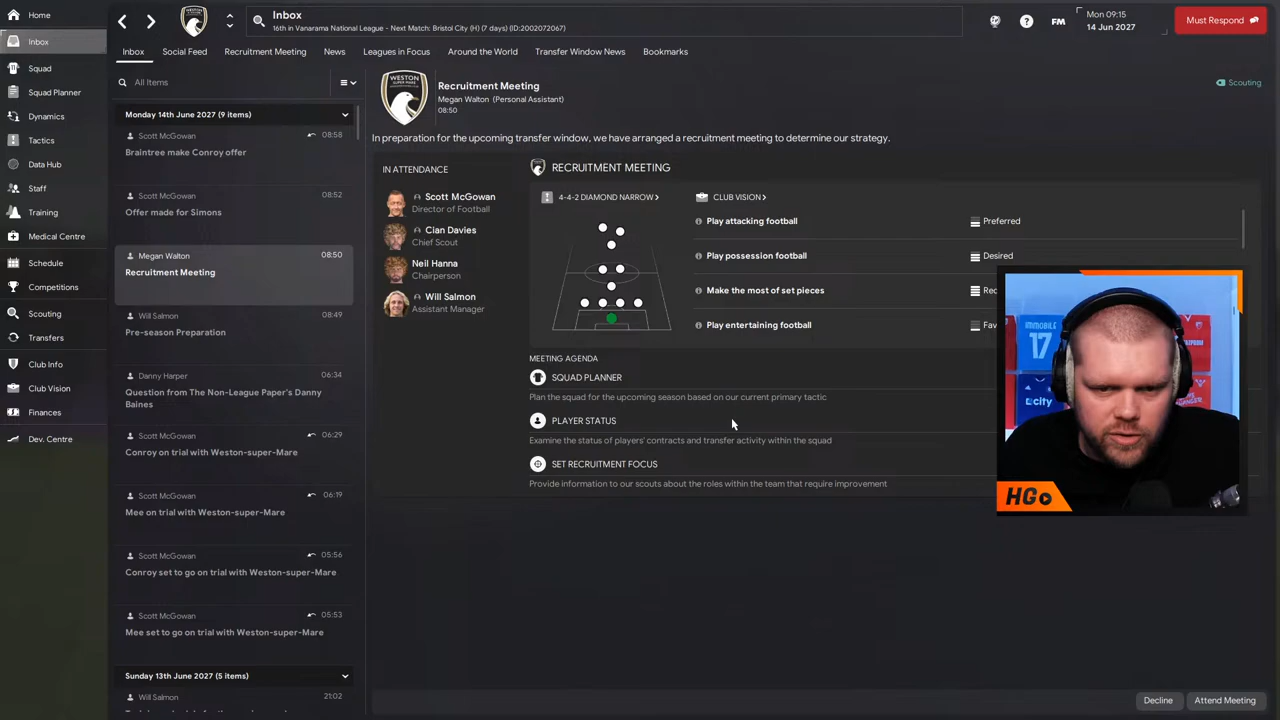 Home
Inbox
Squad
Squad Planner
Dynamics
Tactics
Data Hub
Staff
Training
Medical Centre
Schedule
Competitions
Scouting
Transfers
Club Info
Club Vision
Finances
Dev. Centre
Inbox
16th in Vanarama National League - Next Match: Bristol City (H) (7 days) (ID:2002072067)
FM
Mon 09:15
14 Jun 2027
Must Respond
Inbox
Social Feed
Recruitment Meeting
News
Leagues in Focus
Around the World
Transfer Window News
Bookmarks
All Items
Monday 14th June 2027 (9 items)
Scott McGowan 08:58
Braintree make Conroy offer
Scott McGowan 08:52
Offer made for Simons
Megan Walton 08:50
Recruitment Meeting
Will Salmon 08:49
Pre-season Preparation
Danny Harper 06:34
Question from The Non-League Paper's Danny
Baines
Scott McGowan 06:29
Conroy on trial with Weston-super-Mare
Scott McGowan 06:19
Mee on trial with Weston-super-Mare
Scott McGowan 05:56
Conroy set to go on trial with Weston-super-Mare
Scott McGowan 05:53
Mee set to go on trial with Weston-super-Mare
Sunday 13th June 2027 (5 items)
Will Salmon 21:02
WESTON
SUPER MARE
Recruitment Meeting
Megan Walton (Personal Assistant)
08:50
Scouting
In preparation for the upcoming transfer window, we have arranged a recruitment meeting to determine our strategy.
IN ATTENDANCE
Scott McGowan
Director of Football
Cian Davies
Chief Scout
Neil Hanna
Chairperson
Will Salmon
Assistant Manager
RECRUITMENT MEETING
4-4-2 DIAMOND NARROW
CLUB VISION
Play attacking football Preferred
Play possession football Desired
Make the most of set pieces
Play entertaining football
MEETING AGENDA
SQUAD PLANNER
Plan the squad for the upcoming season based on our current primary tactic
PLAYER STATUS
Examine the status of players' contracts and transfer activity within the squad
SET RECRUITMENT FOCUS
Provide information to our scouts about the roles within the team that require improvement
IMMOBILE
17
city
HG
Decline
Attend Meeting